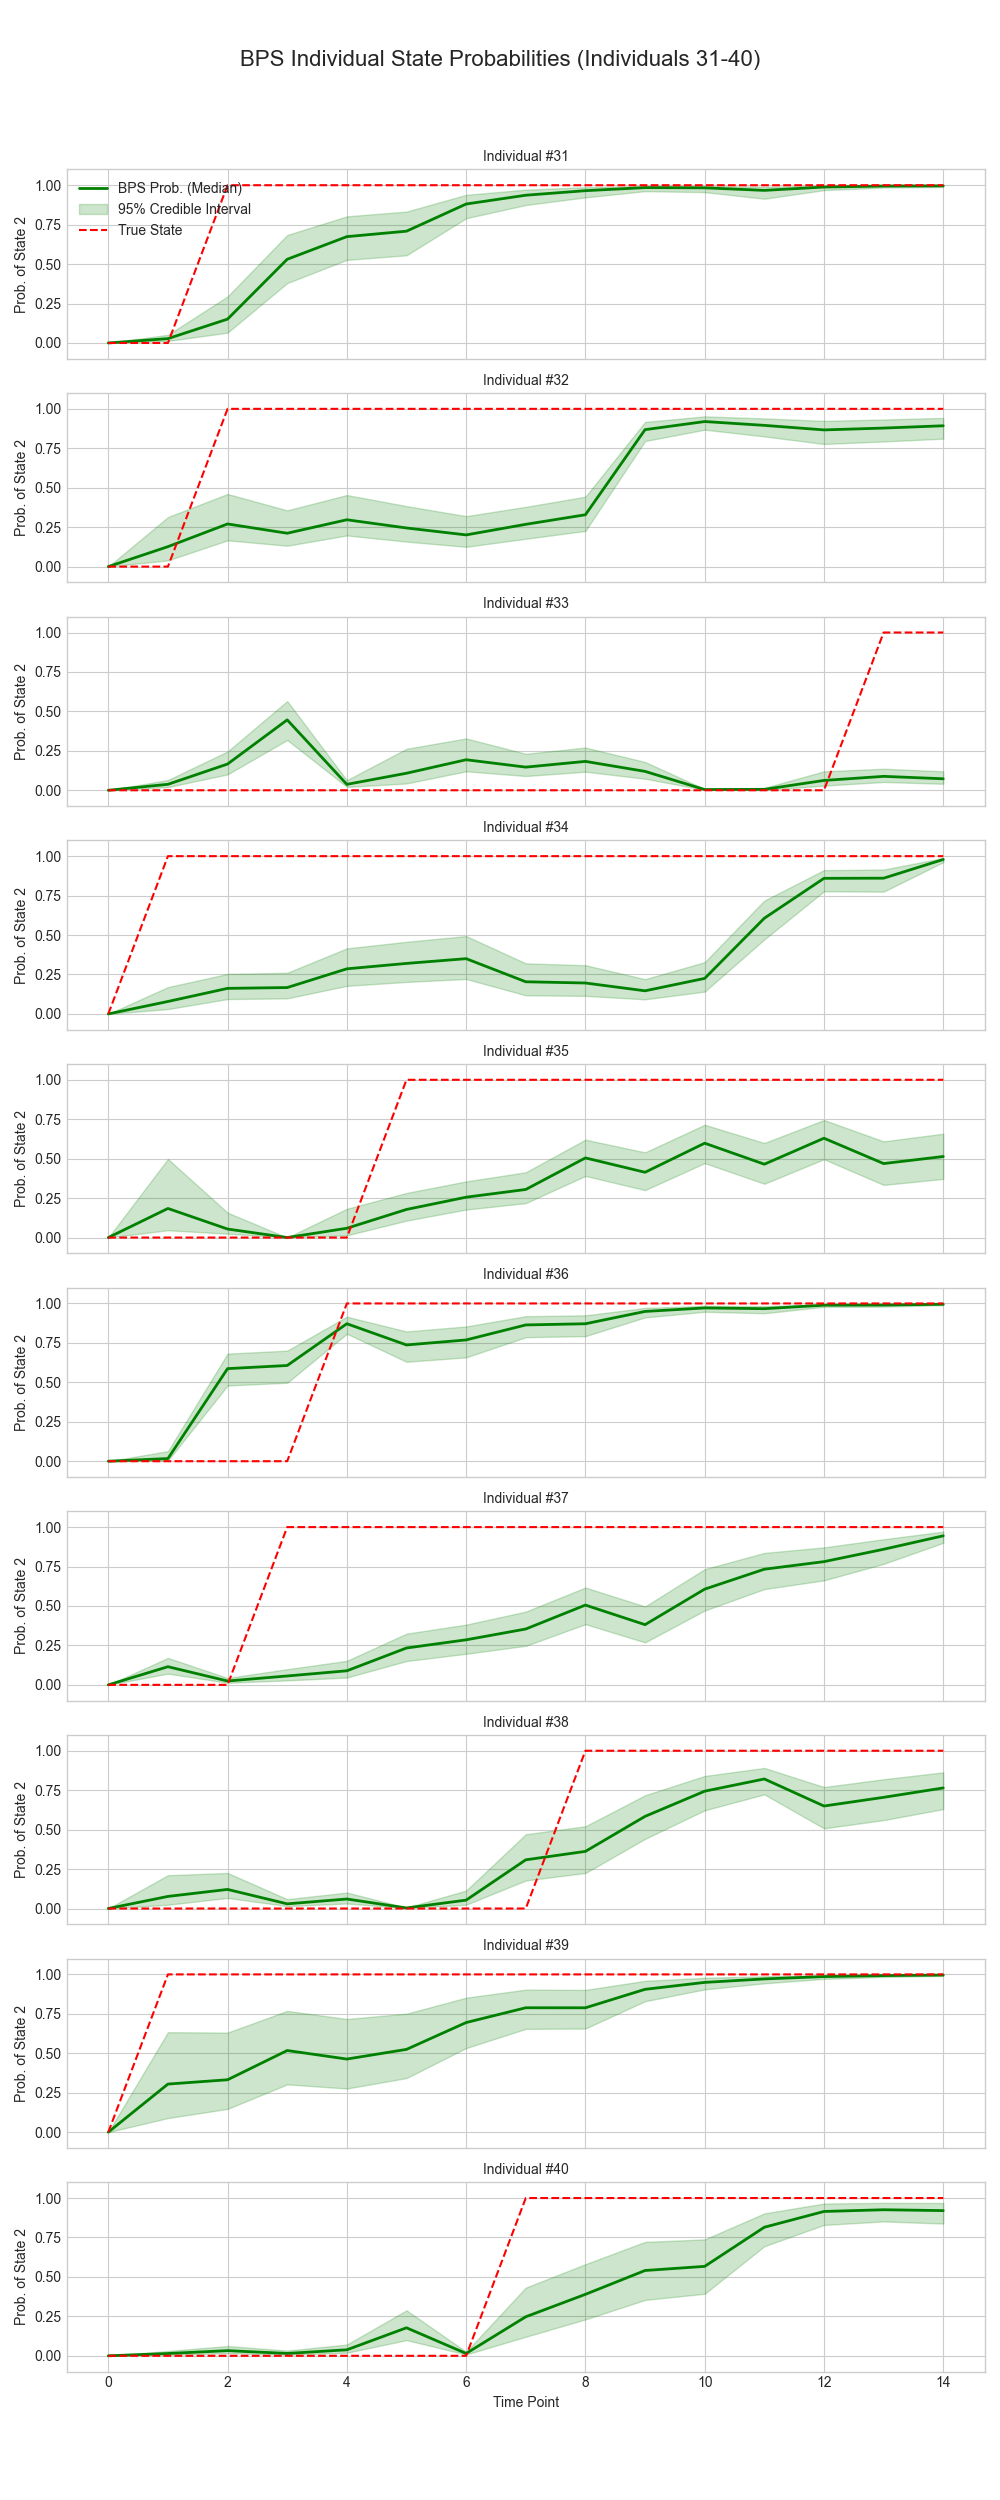 BPS Individual State Probabilities (Individuals 31-40)
Individual #31
BPS Prob. (Median)
95% Credible Interval
True State
Prob. of State 2
1.00
0.75
0.50
0.25
0.00
Individual #32
Prob. of State 2
1.00
0.75
0.50
0.25
0.00
Individual #33
Prob. of State 2
1.00
0.75
0.50
0.25
0.00
Individual #34
Prob. of State 2
1.00
0.75
0.50
0.25
0.00
Individual #35
Prob. of State 2
1.00
0.75
0.50
0.25
0.00
Individual #36
Prob. of State 2
1.00
0.75
0.50
0.25
0.00
Individual #37
Prob. of State 2
1.00
0.75
0.50
0.25
0.00
Individual #38
Prob. of State 2
1.00
0.75
0.50
0.25
0.00
Individual #39
Prob. of State 2
1.00
0.75
0.50
0.25
0.00
Individual #40
Prob. of State 2
1.00
0.75
0.50
0.25
0.00
0 2 4 6 8 10 12 14
Time Point